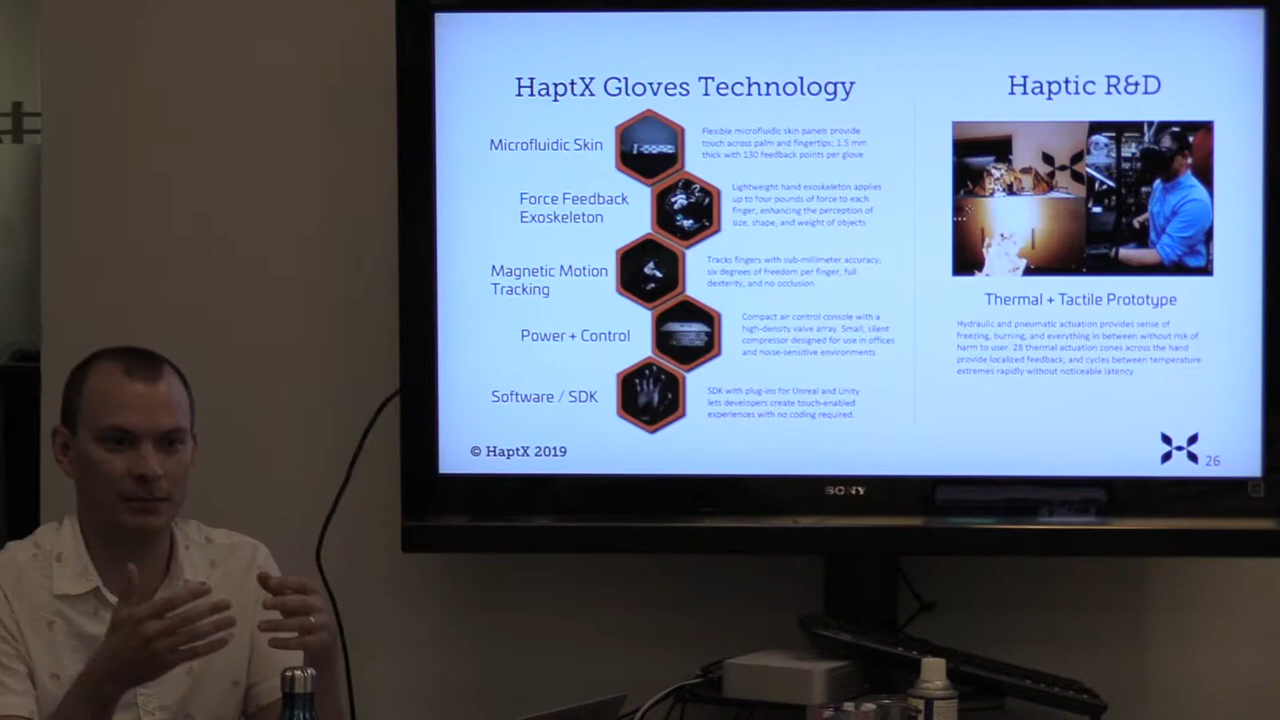 HaptX Gloves Technology
Microfluidic Skin
Flexible microfluidic skin panels provide
touch across palm and fingertips; 1.5 mm
thick with 130 feedback points per glove
Force Feedback
Exoskeleton
Lightweight hand exoskeleton applies
up to four pounds of force to each
finger, enhancing the perception of
size, shape, and weight of objects
Magnetic Motion
Tracking
Tracks fingers with sub-millimeter accuracy,
six degrees of freedom per finger, full
dexterity, and no occlusion
Power + Control
Compact air control console with a
high-density valve array. Small, silent
compressor designed for use in offices
and noise-sensitive environments
Software / SDK
SDK with plug-ins for Unreal and Unity
lets developers create touch-enabled
experiences with no coding required.
© HaptX 2019
Haptic R&D
Thermal + Tactile Prototype
Hydraulic and pneumatic actuation provides sense of
freezing, burning, and everything in between without risk of
harm to user. 28 thermal actuation zones across the hand
provide localized feedback, and cycles between temperature
extremes rapidly without noticeable latency.
26
SONY